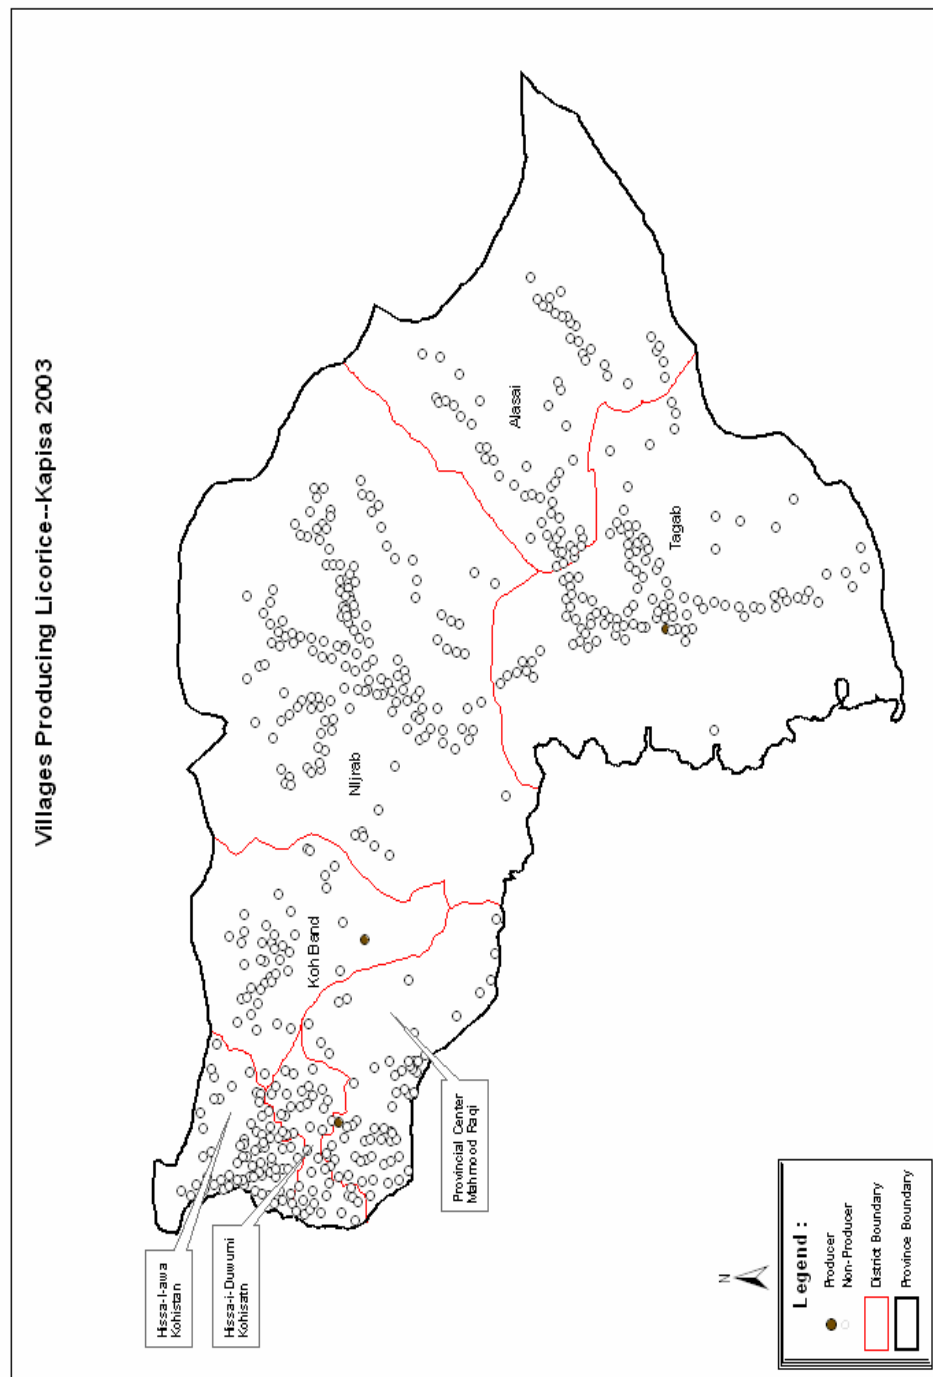 Villages Producing Licorice--Kapisa 2003
Alasai
Tagab
Nijrab
Koh Band
Provincial Center
Mahmood Raqi
Hissa-I-awa
Kohistan
Hissa-i-Duwumi
Kohisatn
N
Legend :
Producer
Non-Producer
District Boundary
Province Boundary